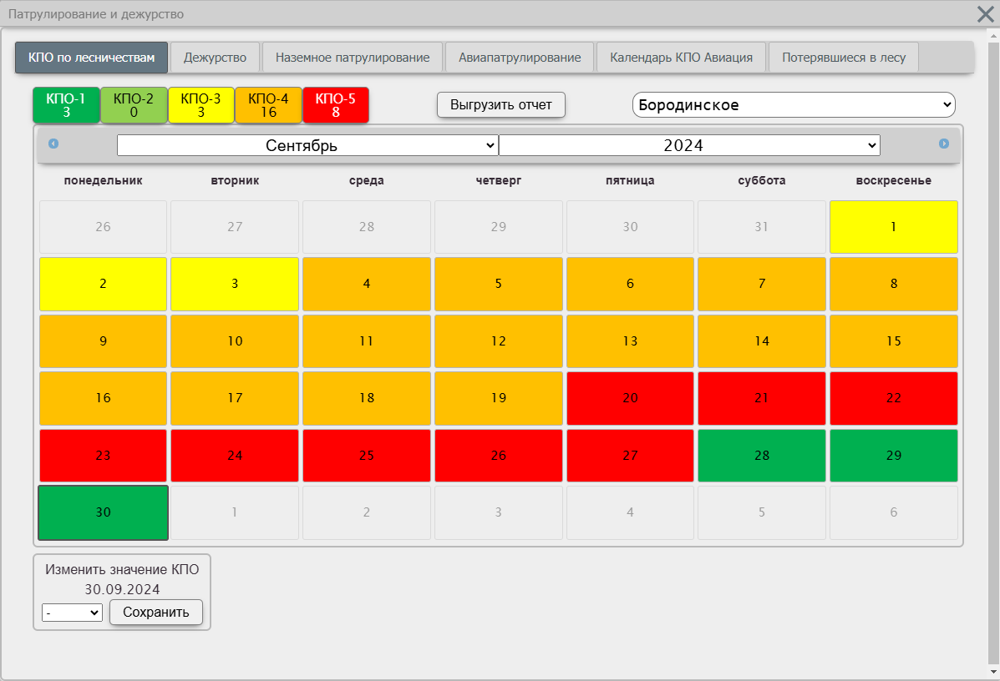 Патрулирование и дежурство
КПО по лесничествам Дежурство Наземное патрулирование Авиапатрулирование Календарь КПО Авиация Потерявшиеся в лесу
КПО-1 КПО-2 КПО-3 КПО-4 КПО-5
3 0 3 16 8
Выгрузить отчет Бородинское
Сентябрь 2024
понедельник вторник среда четверг пятница суббота воскресенье
26 27 28 29 30 31 1
2 3 4 5 6 7 8
9 10 11 12 13 14 15
16 17 18 19 20 21 22
23 24 25 26 27 28 29
30 1 2 3 4 5 6
Изменить значение КПО
30.09.2024
- Сохранить